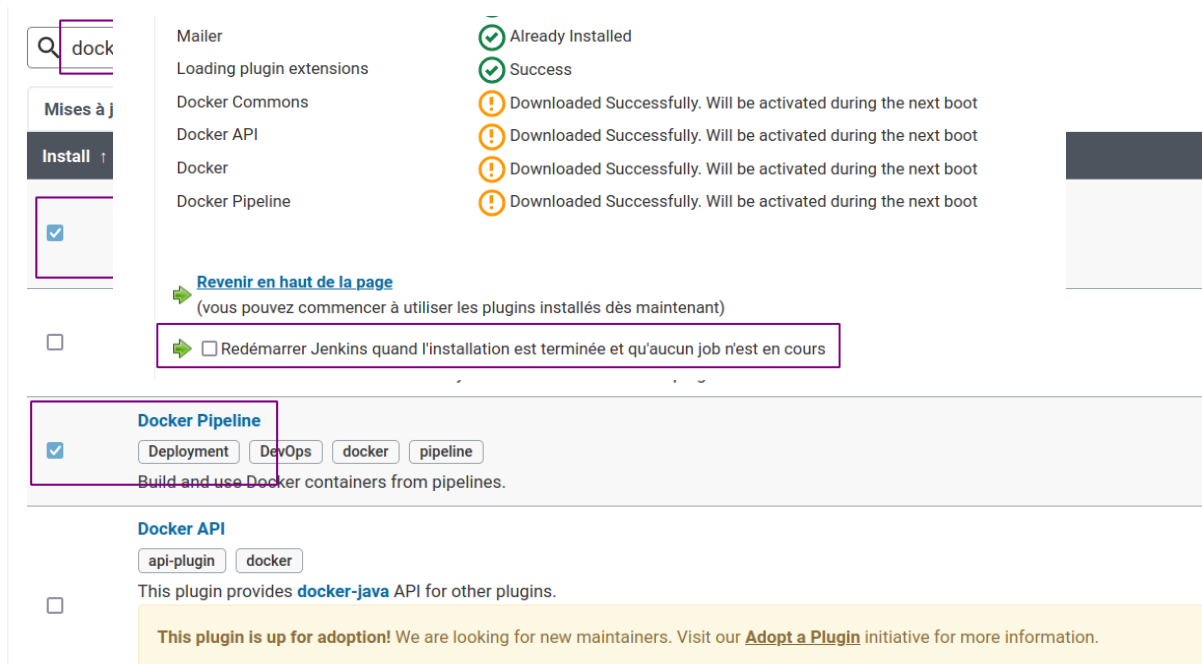 dock
Mises à j
Install ↑
Mailer Already Installed
Loading plugin extensions Success
Docker Commons Downloaded Successfully. Will be activated during the next boot
Docker API Downloaded Successfully. Will be activated during the next boot
Docker Downloaded Successfully. Will be activated during the next boot
Docker Pipeline Downloaded Successfully. Will be activated during the next boot
Revenir en haut de la page
(vous pouvez commencer à utiliser les plugins installés dès maintenant)
Redémarrer Jenkins quand l'installation est terminée et qu'aucun job n'est en cours
Docker Pipeline
Deployment DevOps docker pipeline
Build and use Docker containers from pipelines.
Docker API
api-plugin docker
This plugin provides docker-java API for other plugins.
This plugin is up for adoption! We are looking for new maintainers. Visit our Adopt a Plugin initiative for more information.